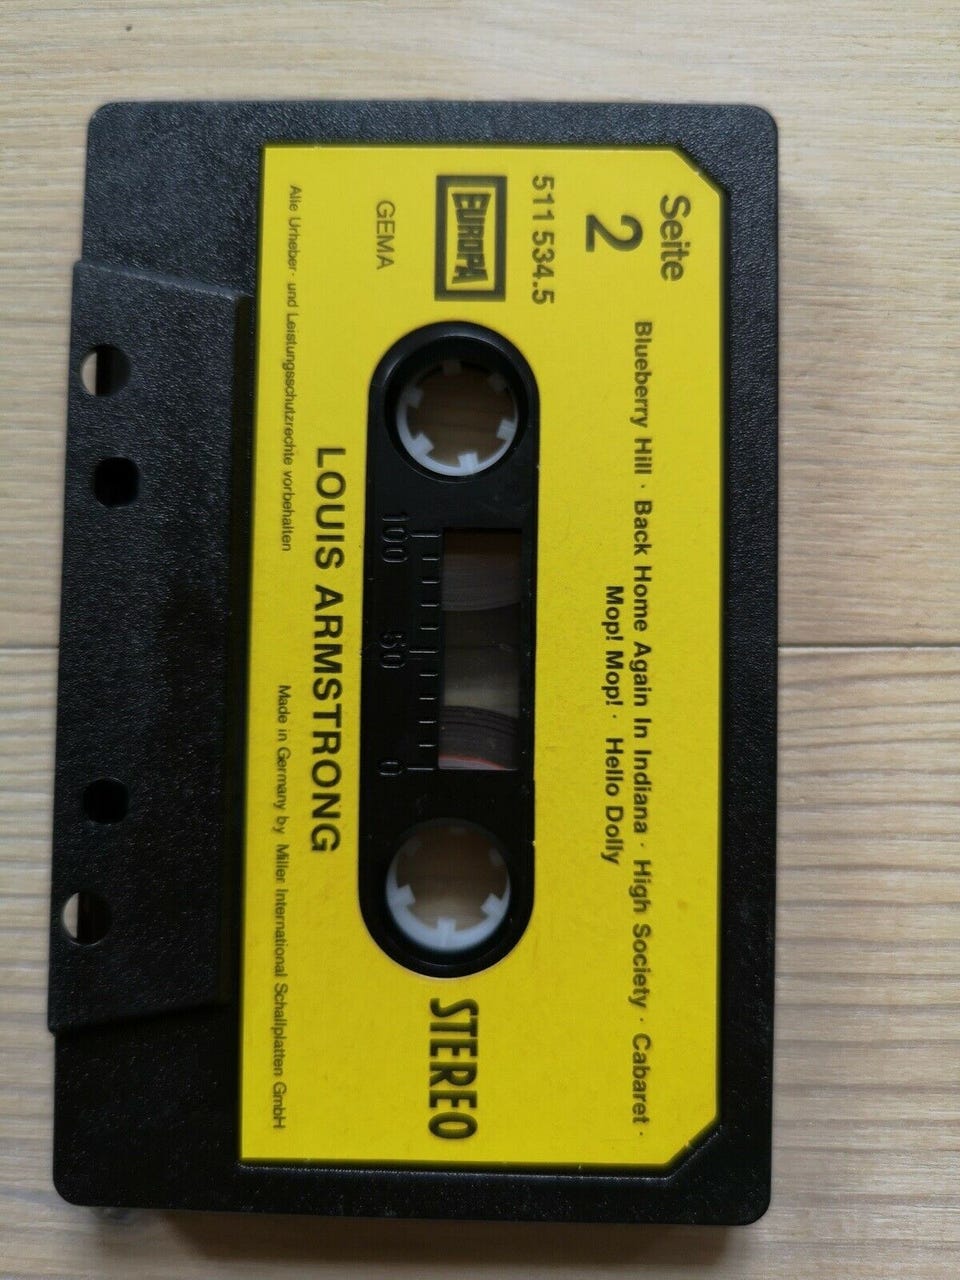 Seite
2
Blueberry Hill · Back Home Again In Indiana · High Society · Cabaret ·
Mop! Mop! · Hello Dolly
511 534.5
EUROPA
GEMA
STEREO
100 50 0
LOUIS ARMSTRONG
Alle Urheber- und Leistungsschutzrechte vorbehalten
Made in Germany by Miller International Schallplatten GmbH